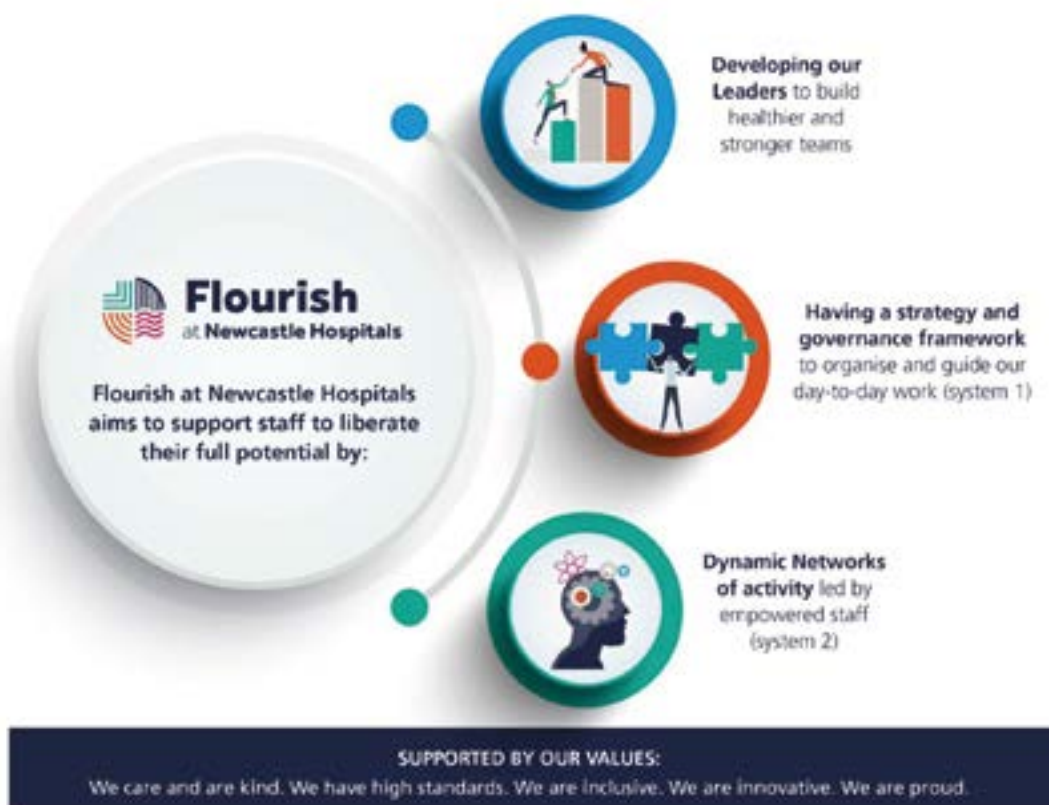 Flourish
at Newcastle Hospitals
Flourish at Newcastle Hospitals
aims to support staff to liberate
their full potential by:
Developing our
Leaders to build
healthier and
stronger teams
Having a strategy and
governance framework
to organise and guide our
day-to-day work (system 1)
Dynamic Networks
of activity led by
empowered staff
(system 2)
SUPPORTED BY OUR VALUES:
We care and are kind. We have high standards. We are inclusive. We are innovative. We are proud.